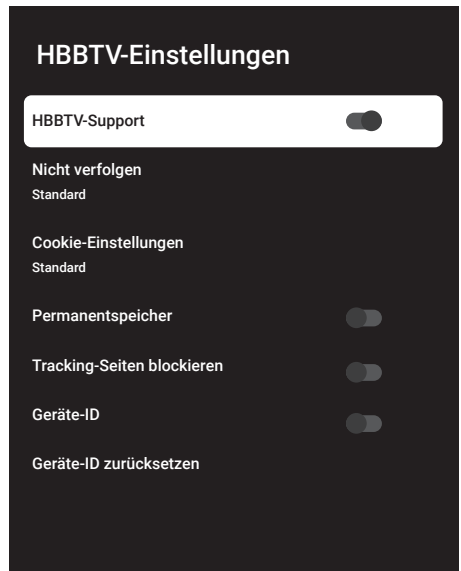 HBBTV-Einstellungen
HBBTV-Support
Nicht verfolgen
Standard
Cookie-Einstellungen
Standard
Permanentspeicher
Tracking-Seiten blockieren
Geräte-ID
Geräte-ID zurücksetzen